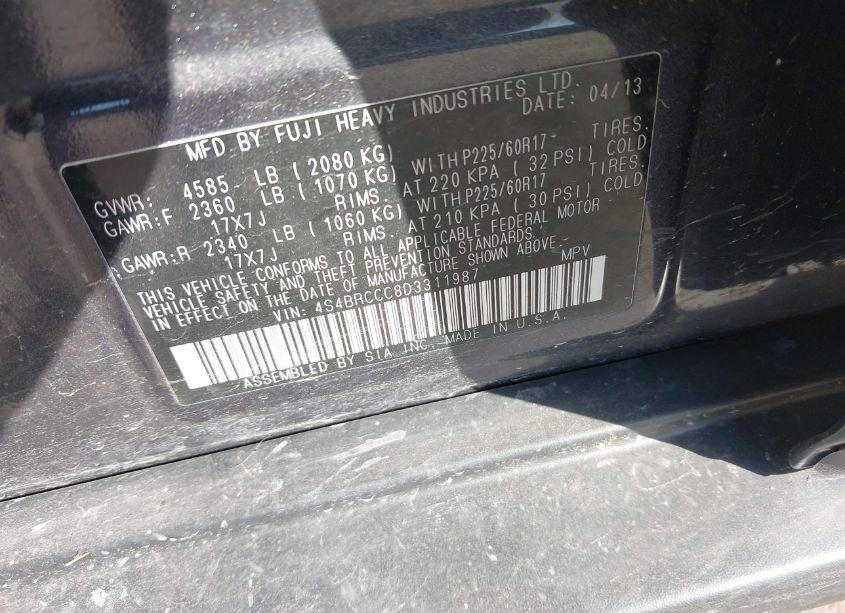 MFD BY FUJI HEAVY INDUSTRIES LTD.
DATE: 04/13
GVWR: 4585 LB (2080 KG)
GAWR:F 2360 LB (1070 KG) WITH P225/60R17 TIRES.
17X7J RIMS. AT 220 KPA (32 PSI) COLD
GAWR:R 2340 LB (1060 KG) WITH P225/60R17 TIRES.
17X7J RIMS. AT 210 KPA (30 PSI) COLD
THIS VEHICLE CONFORMS TO ALL APPLICABLE FEDERAL MOTOR
VEHICLE SAFETY AND THEFT PREVENTION STANDARDS
IN EFFECT ON THE DATE OF MANUFACTURE SHOWN ABOVE.
VIN: 4S4BRCCC8D3311987 MPV
ASSEMBLED BY SIA INC. MADE IN U.S.A.